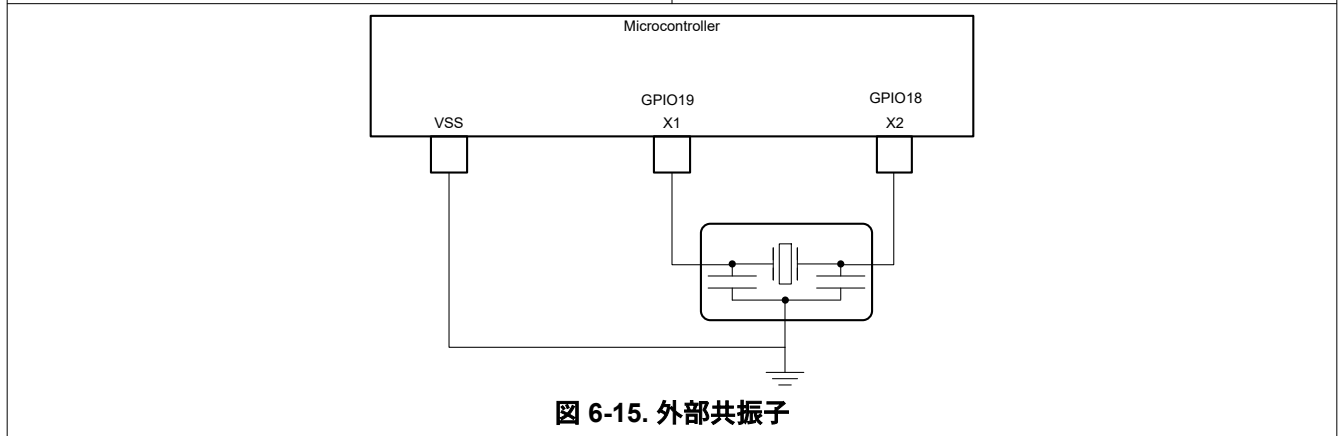 Microcontroller
GPIO19
GPIO18
VSS
X1
X2
図 6-15. 外部共振子